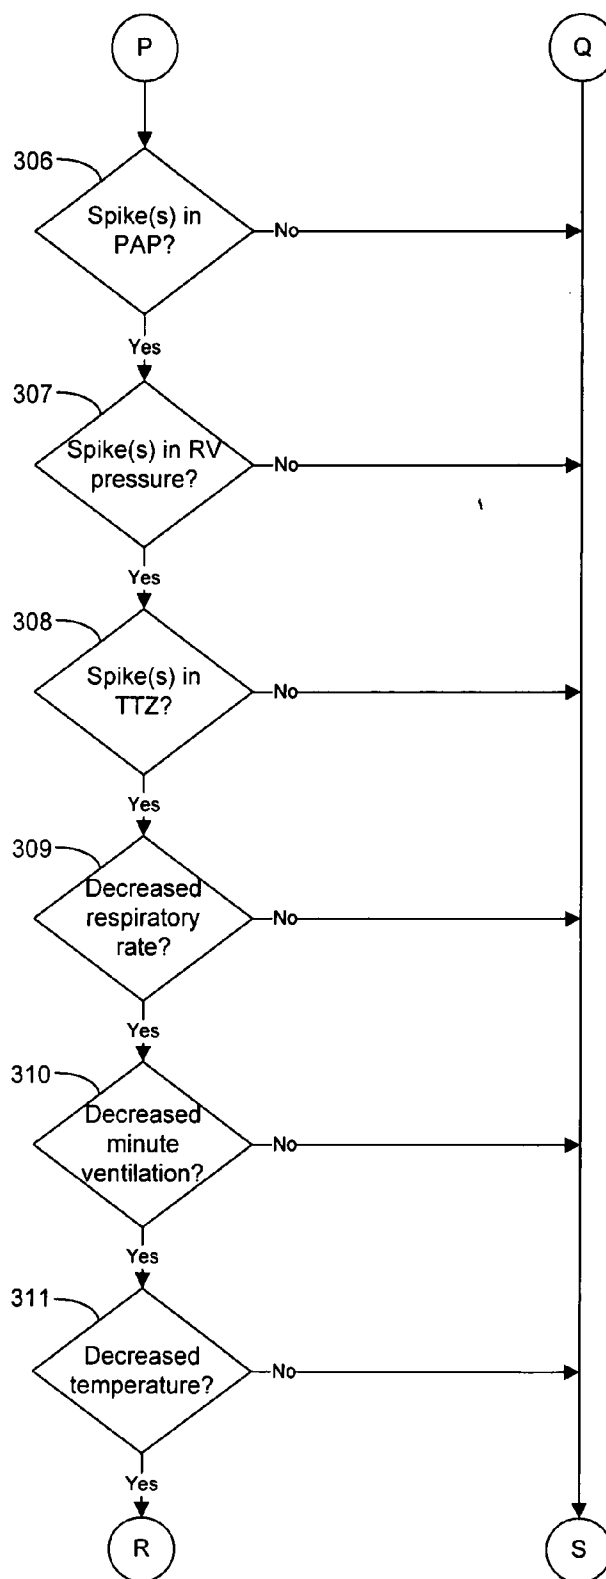 P
Q
306
Spike(s) in
PAP?
No
Yes
307
Spike(s) in RV
pressure?
No
Yes
308
Spike(s) in
TTZ?
No
Yes
309
Decreased
respiratory
rate?
No
Yes
310
Decreased
minute
ventilation?
No
Yes
311
Decreased
temperature?
No
Yes
R
S